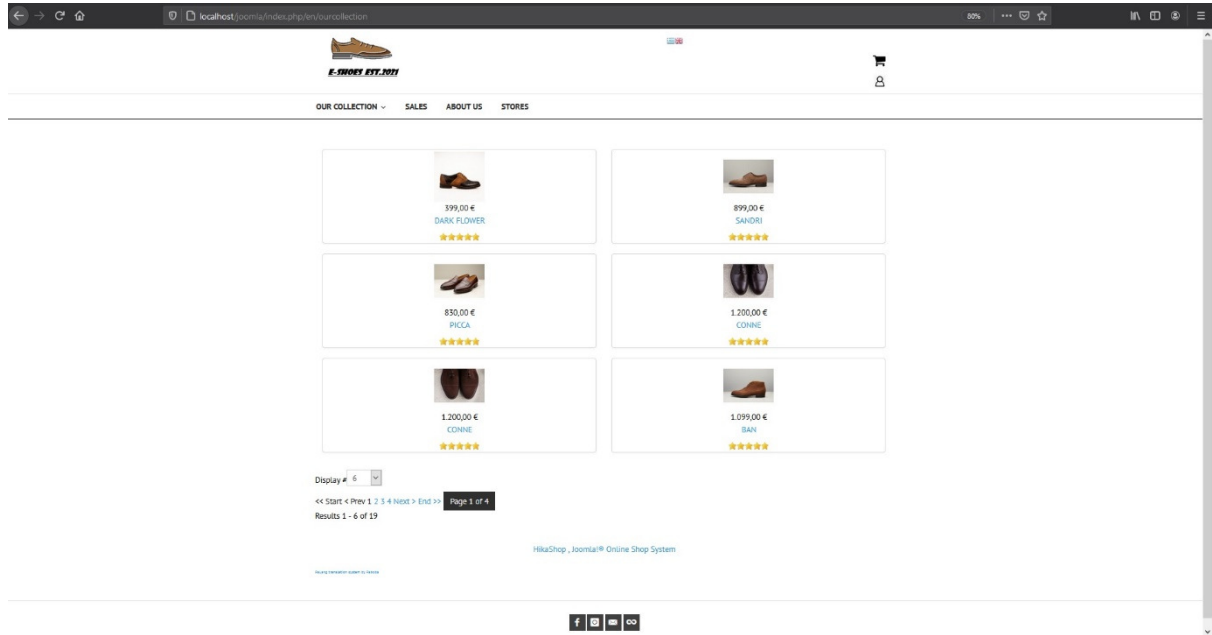 localhost/joomla/index.php/en/ourcollection
80%
E-SHOES EST.2021
OUR COLLECTION SALES ABOUT US STORES
399,00 €
DARK FLOWER
899,00 €
SANDRI
830,00 €
PICCA
1.200,00 €
CONNE
1.200,00 €
CONNE
1.099,00 €
BAN
Display # 6
<< Start < Prev 1 2 3 4 Next > End >> Page 1 of 4
Results 1 - 6 of 19
HikaShop , Joomla!® Online Shop System